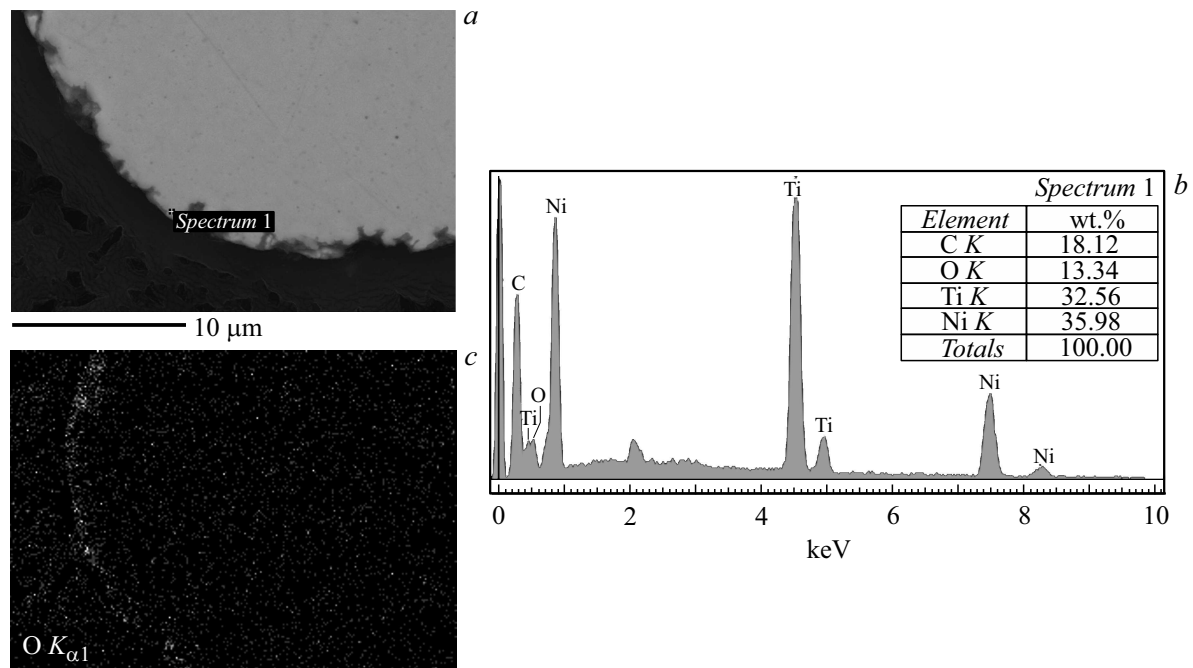 a
Spectrum 1
10 μm
c
O Kα1
b
Spectrum 1
Element wt.%
C K 18.12
O K 13.34
Ti K 32.56
Ni K 35.98
Totals 100.00
Ti
Ni
C
O
Ti
Ni
Ti
Ni
0 2 4 6 8 10
keV